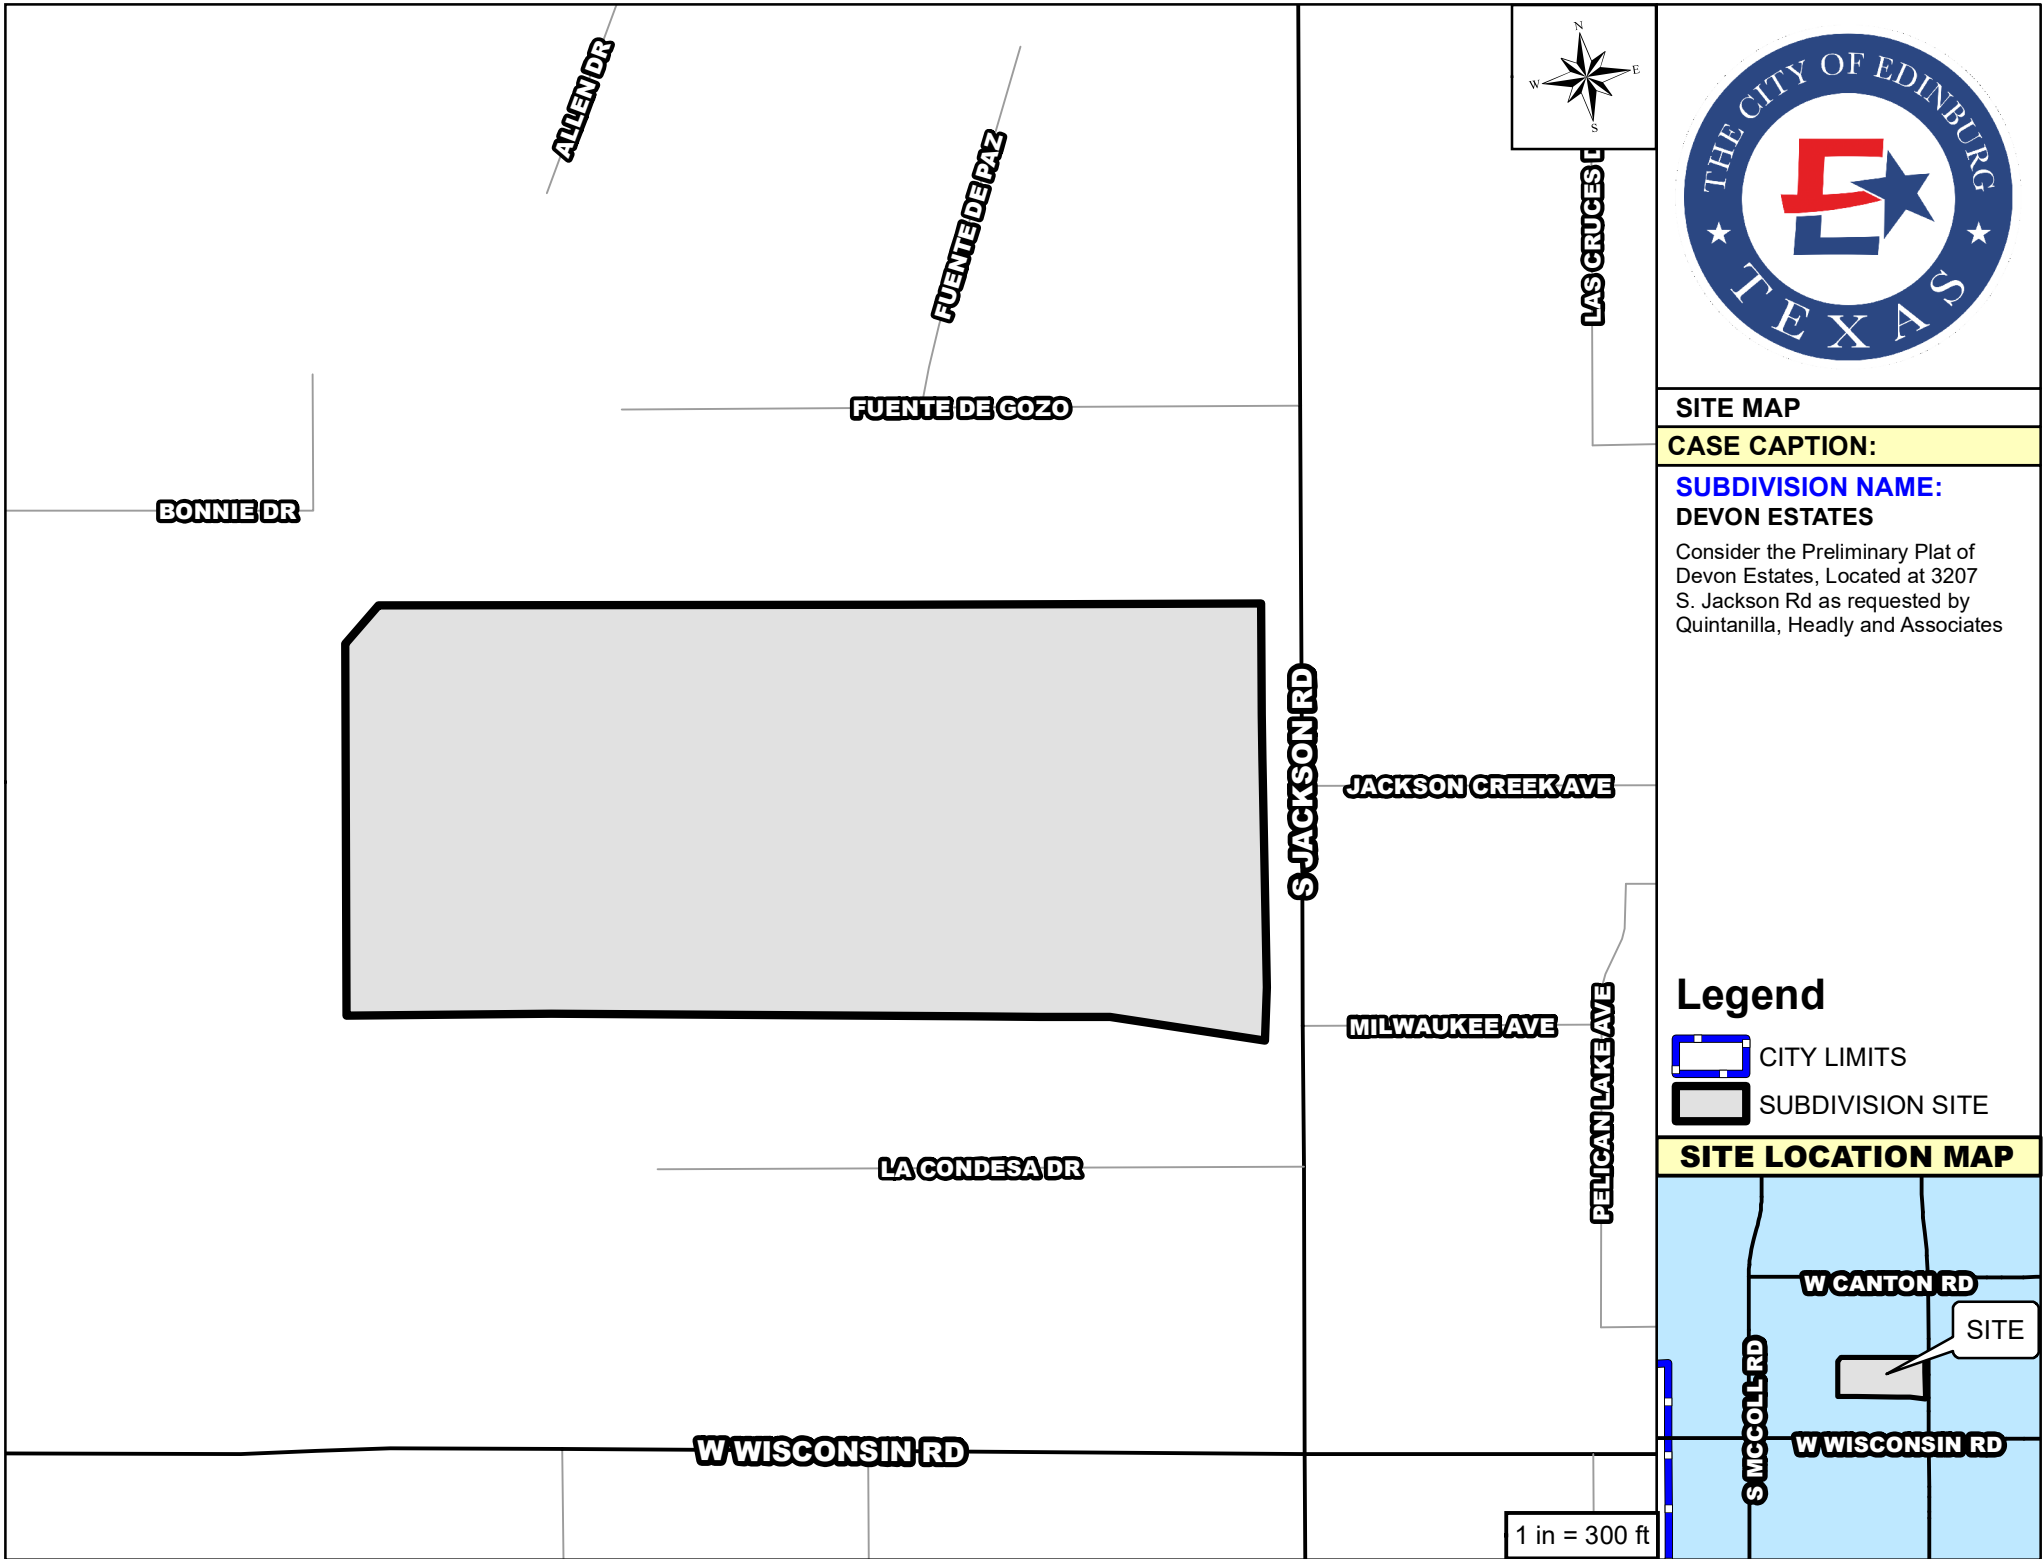 ALLEN DR
FUENTE DE PAZ
N
W
E
S
LAS CRUCES
FUENTE DE GOZO
BONNIE DR
S JACKSON RD
JACKSON CREEK AVE
MILWAUKEE AVE
PELICAN LAKE AVE
LA CONDESA DR
W WISCONSIN RD
1 in = 300 ft
THE CITY OF EDINBURG
TEXAS
SITE MAP
CASE CAPTION:
SUBDIVISION NAME:
DEVON ESTATES
Consider the Preliminary Plat of
Devon Estates, Located at 3207
S. Jackson Rd as requested by
Quintanilla, Headly and Associates
Legend
CITY LIMITS
SUBDIVISION SITE
SITE LOCATION MAP
W CANTON RD
SITE
S MCCOLL RD
W WISCONSIN RD